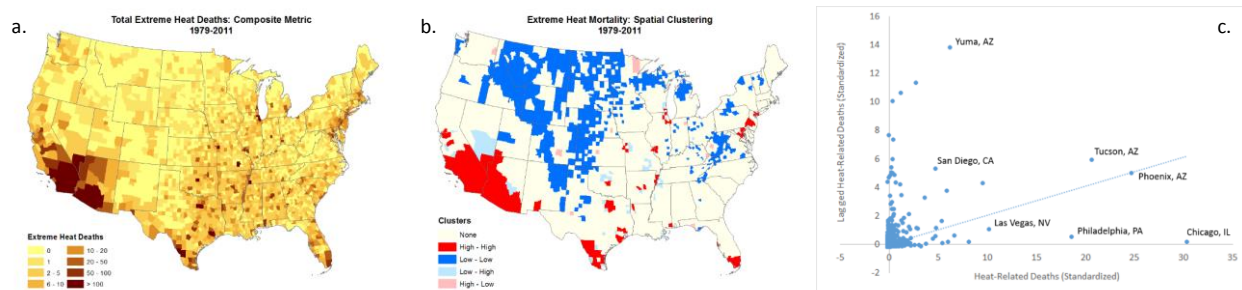 a.
Total Extreme Heat Deaths: Composite Metric
1979-2011
Extreme Heat Deaths
0
1
2 - 5
6 - 10
10 - 20
20 - 50
50 - 100
> 100
b.
Extreme Heat Mortality: Spatial Clustering
1979-2011
Clusters
None
High - High
Low - Low
Low - High
High - Low
c.
Lagged Heat-Related Deaths (Standardized)
16
14
12
10
8
6
4
2
0
-2
Yuma, AZ
San Diego, CA
Tucson, AZ
Phoenix, AZ
Las Vegas, NV
Philadelphia, PA
Chicago, IL
-5
0
5
10
15
20
25
30
35
Heat-Related Deaths (Standardized)